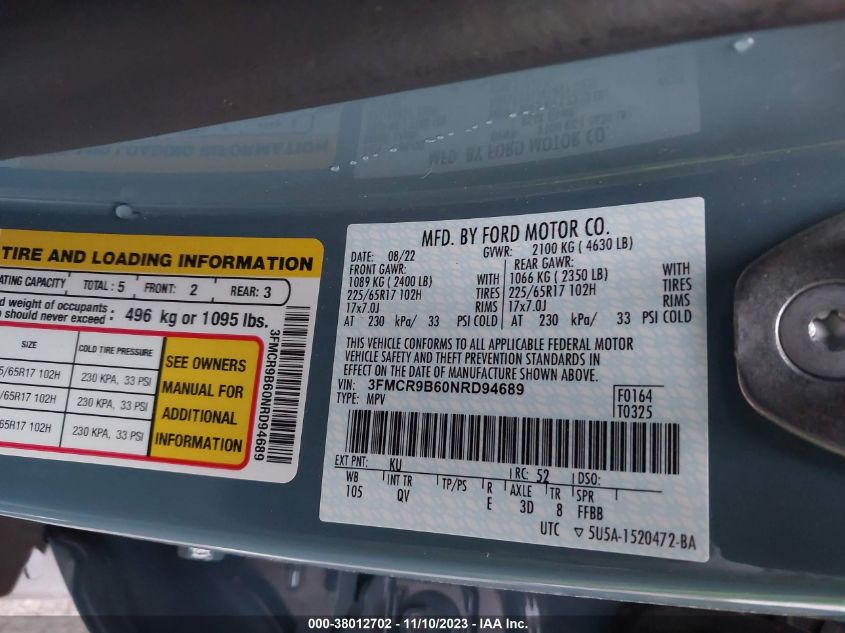 TIRE AND LOADING INFORMATION
ATING CAPACITY TOTAL : 5 FRONT: 2 REAR: 3
d weight of occupants :
should never exceed : 496 kg or 1095 lbs.
SIZE COLD TIRE PRESSURE
5/65R17 102H 230 KPA, 33 PSI
65R17 102H 230 KPA, 33 PSI
65R17 102H 230 KPA, 33 PSI
SEE OWNERS
MANUAL FOR
ADDITIONAL
INFORMATION
3FMCR9B60NRD94689
MFD. BY FORD MOTOR CO.
DATE: 08/22 GVWR: 2100 KG ( 4630 LB)
FRONT GAWR: REAR GAWR:
1089 KG ( 2400 LB) WITH 1066 KG ( 2350 LB) WITH
225/65R17 102H TIRES 225/65R17 102H TIRES
17x7.0J RIMS 17x7.0J RIMS
AT 230 kPa/ 33 PSI COLD AT 230 kPa/ 33 PSI COLD
THIS VEHICLE CONFORMS TO ALL APPLICABLE FEDERAL MOTOR
VEHICLE SAFETY AND THEFT PREVENTION STANDARDS IN
EFFECT ON THE DATE OF MANUFACTURE SHOWN ABOVE.
VIN: 3FMCR9B60NRD94689
TYPE: MPV
F0164
T0325
EXT PNT: KU RC: 52 DSO:
WB INT TR TP/PS R AXLE TR SPR
105 QV E 3D 8 FFBB
UTC ▽ 5U5A-1520472-BA
000-38012702 - 11/10/2023 - IAA Inc.